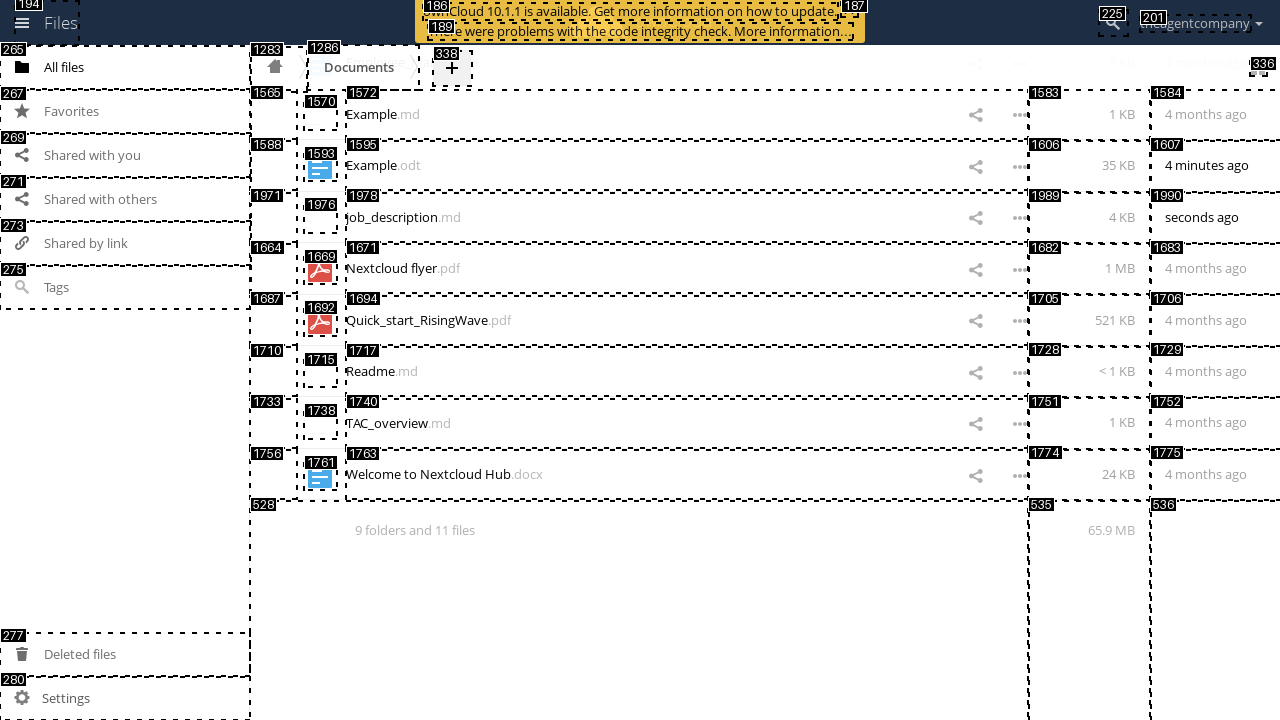 194
Files
186
ownCloud 10.1.1 is available. Get more information on how to update.
187
189
There were problems with the code integrity check. More information…
225
201
theagentcompany
265
All files
1283
1286
Documents
338
+
336
267
Favorites
1565
1570
1572
Example.md
1583
1 KB
1584
4 months ago
269
Shared with you
1588
1593
1595
Example.odt
1606
35 KB
1607
4 minutes ago
271
Shared with others
1971
1976
1978
job_description.md
1989
4 KB
1990
seconds ago
273
Shared by link
1664
1669
1671
Nextcloud flyer.pdf
1682
1 MB
1683
4 months ago
275
Tags
1687
1692
1694
Quick_start_RisingWave.pdf
1705
521 KB
1706
4 months ago
1710
1715
1717
Readme.md
1728
< 1 KB
1729
4 months ago
1733
1738
1740
TAC_overview.md
1751
1 KB
1752
4 months ago
1756
1761
1763
Welcome to Nextcloud Hub.docx
1774
24 KB
1775
4 months ago
528
9 folders and 11 files
535
65.9 MB
536
277
Deleted files
280
Settings